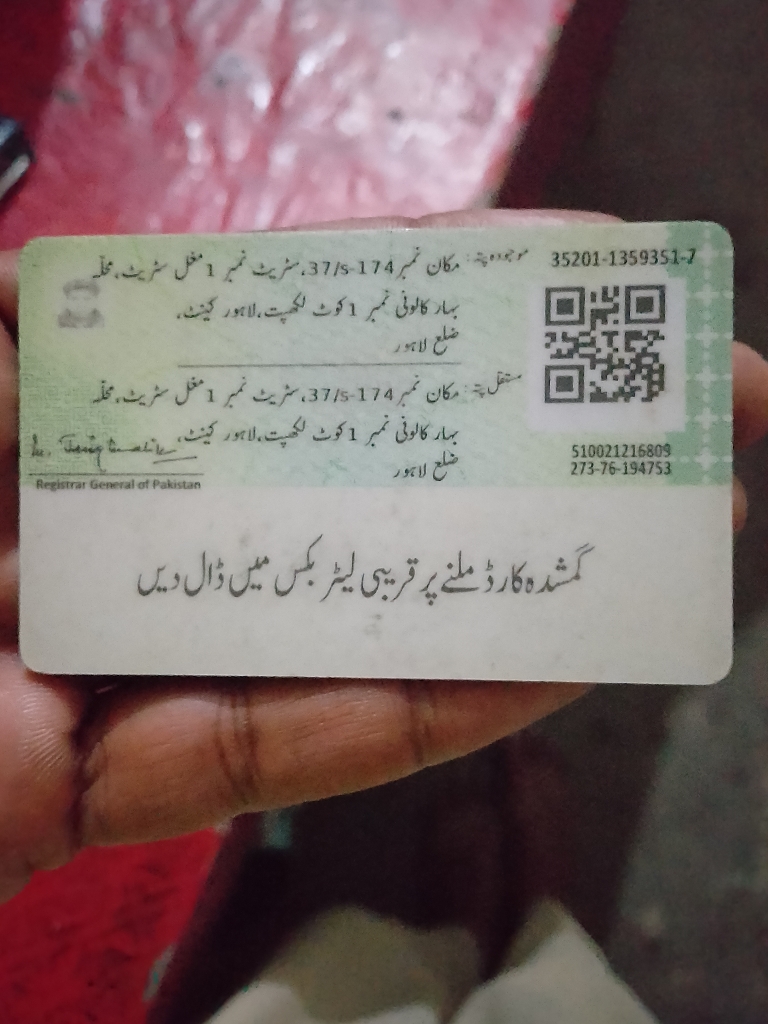 35201-1359351-7
موجودہ پتہ: مکان نمبر 37/s-174، سٹریٹ نمبر 1 مغل سٹریٹ، محلہ
بہار کالونی نمبر 1 کوٹ لکھپت، لاہور کینٹ،
ضلع لاہور
مستقل پتہ: مکان نمبر 37/s-174، سٹریٹ نمبر 1 مغل سٹریٹ، محلہ
بہار کالونی نمبر 1 کوٹ لکھپت، لاہور کینٹ،
ضلع لاہور
510021216809
273-76-194753
Registrar General of Pakistan
گمشدہ کارڈ ملنے پر قریبی لیٹر بکس میں ڈال دیں